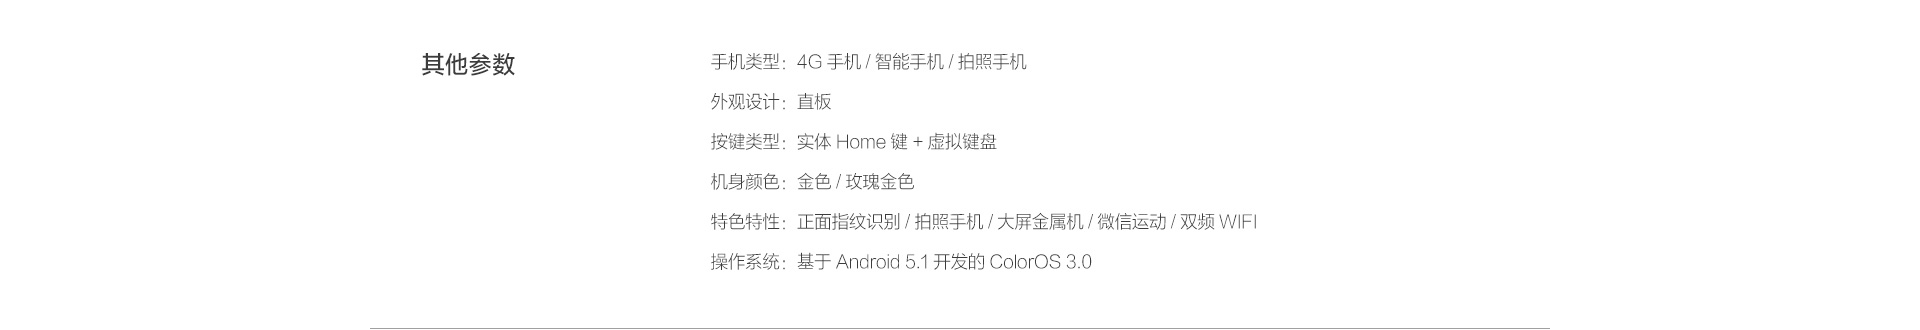 其他参数
手机类型：4G 手机 / 智能手机 / 拍照手机
外观设计：直板
按键类型：实体 Home 键 + 虚拟键盘
机身颜色：金色 / 玫瑰金色
特色特性：正面指纹识别 / 拍照手机 / 大屏金属机 / 微信运动 / 双频 WIFI
操作系统：基于 Android 5.1 开发的 ColorOS 3.0